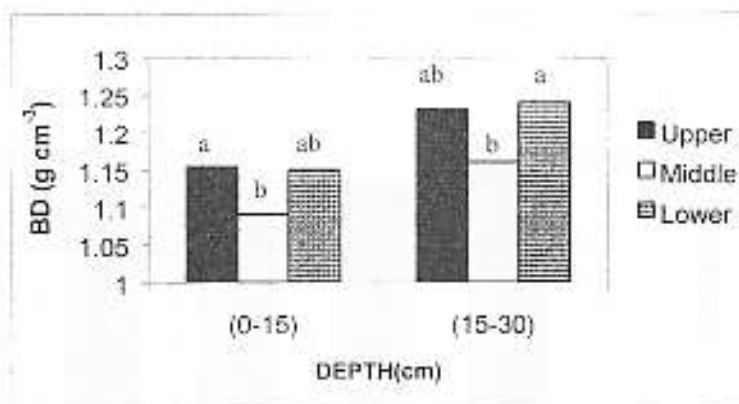 1.3
1.25
1.2
1.15
1.1
1.05
1
BD (g cm⁻³)
a
b
ab
ab
b
a
Upper
Middle
Lower
(0-15)
(15-30)
DEPTH(cm)